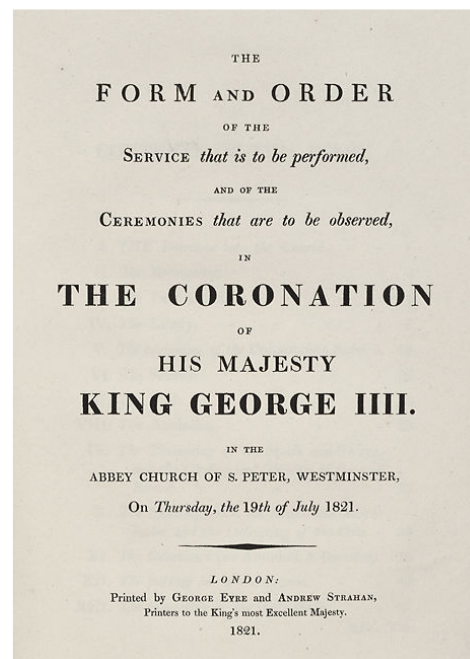 THE
FORM AND ORDER
OF THE
SERVICE that is to be performed,
AND OF THE
CEREMONIES that are to be observed,
IN
THE CORONATION
OF
HIS MAJESTY
KING GEORGE IIII.
IN THE
ABBEY CHURCH OF S. PETER, WESTMINSTER,
On Thursday, the 19th of July 1821.
LONDON:
Printed by GEORGE EYRE and ANDREW STRAHAN,
Printers to the King's most Excellent Majesty.
1821.